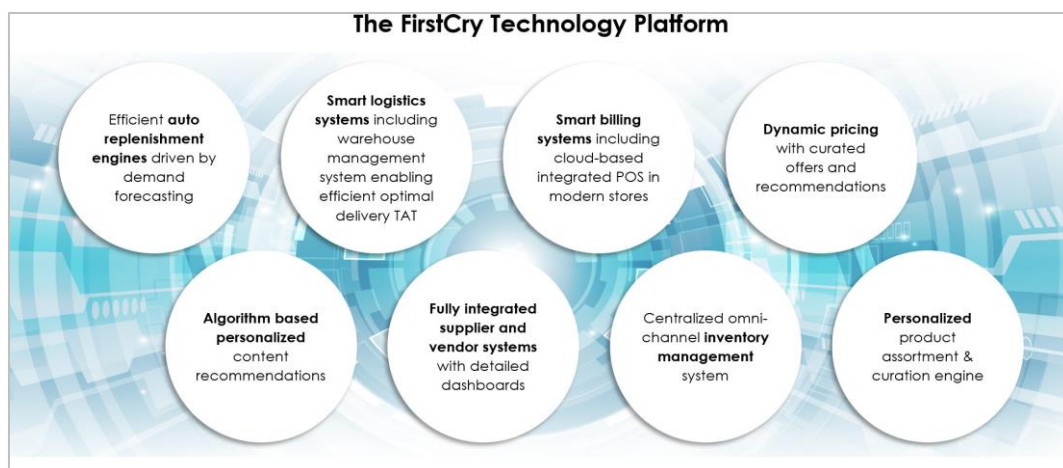 The FirstCry Technology Platform
Efficient auto
replenishment
engines driven by
demand
forecasting
Smart logistics
systems including
warehouse
management
system enabling
efficient optimal
delivery TAT
Smart billing
systems including
cloud-based
integrated POS in
modern stores
Dynamic pricing
with curated
offers and
recommendations
Algorithm based
personalized
content
recommendations
Fully integrated
supplier and
vendor systems
with detailed
dashboards
Centralized omni-
channel inventory
management
system
Personalized
product
assortment &
curation engine